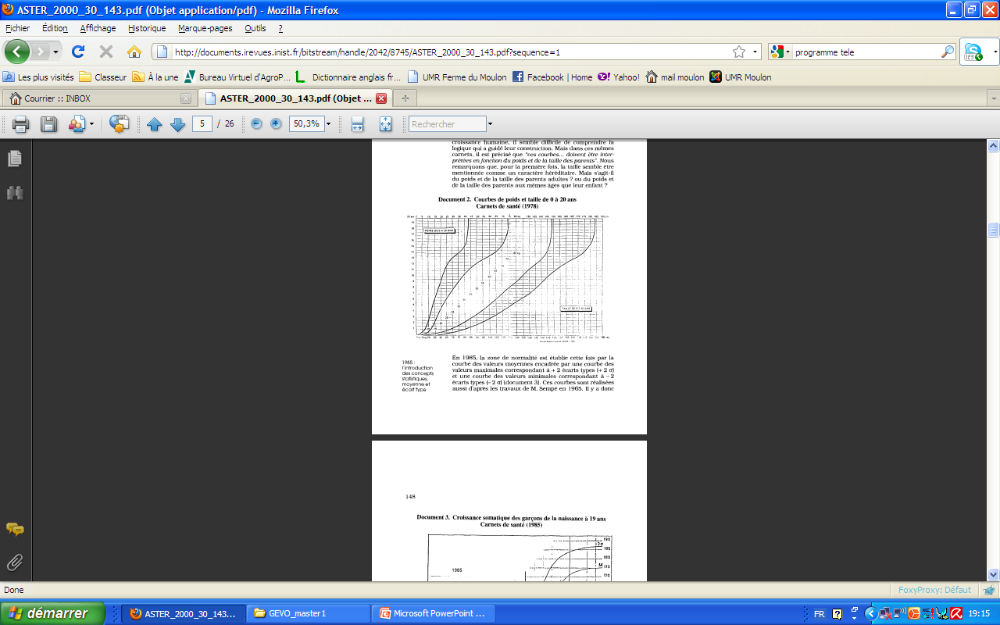 ASTER_2000_30_143.pdf (Objet application/pdf) - Mozilla Firefox
Fichier Édition Affichage Historique Marque-pages Outils ?
http://documents.irevues.inist.fr/bitstream/handle/2042/8745/ASTER_2000_30_143.pdf?sequence=1 programme tele
Les plus visités Classeur À la une Bureau Virtuel d'AgroP... Dictionnaire anglais fr... UMR Ferme du Moulon Facebook | Home Yahoo! mail moulon UMR Moulon
Courrier :: INBOX ASTER_2000_30_143.pdf (Objet ...
5 / 26 50,3% Rechercher
croissance humaine, il semble difficile de comprendre la
logique qui a guidé leur construction. Mais dans ces mêmes
carnets, il est précisé que "ces courbes... doivent être inter-
prétées en fonction du poids et de la taille des parents". Nous
remarquons que, pour la première fois, la taille semble être
mentionnée comme un caractère héréditaire. Mais s'agit-il
du poids et de la taille des parents adultes ? ou du poids et
de la taille des parents aux mêmes âges que leur enfant ?
Document 2. Courbes de poids et taille de 0 à 20 ans
Carnets de santé (1978)
POIDS DE 0 A 20 ANS
TAILLE DE 0 A 20 ANS
1985 :
l'introduction
des concepts
statistiques,
moyenne et
écart type
En 1985, la zone de normalité est établie cette fois par la
courbe des valeurs moyennes encadrée par une courbe des
valeurs maximales correspondant à + 2 écarts types (+ 2 σ)
et une courbe des valeurs minimales correspondant à – 2
écarts types (– 2 σ) (document 3). Ces courbes sont réalisées
aussi d'après les travaux de M. Sempé en 1965. Il y a donc
148
Document 3. Croissance somatique des garçons de la naissance à 19 ans
Carnets de santé (1985)
190
+2σ
185
180
M 175
1985
170
Done FoxyProxy: Défaut
démarrer ASTER_2000_30_143... GEVO_master1 Microsoft PowerPoint ... FR 19:15